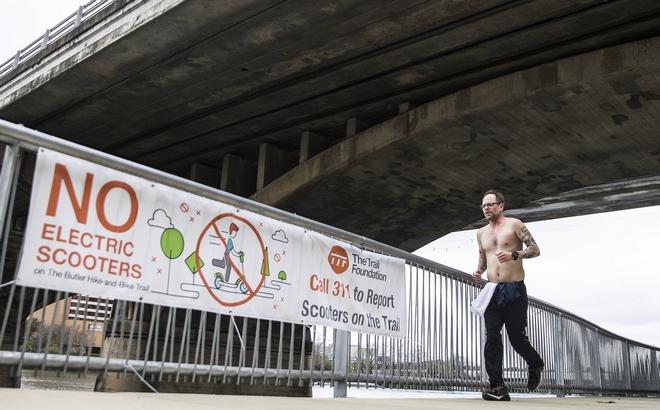 NO
ELECTRIC
SCOOTERS
on The Butler Hike-and-Bike Trail
TTF
The Trail
Foundation
Call 311 to Report
Scooters on the Trail